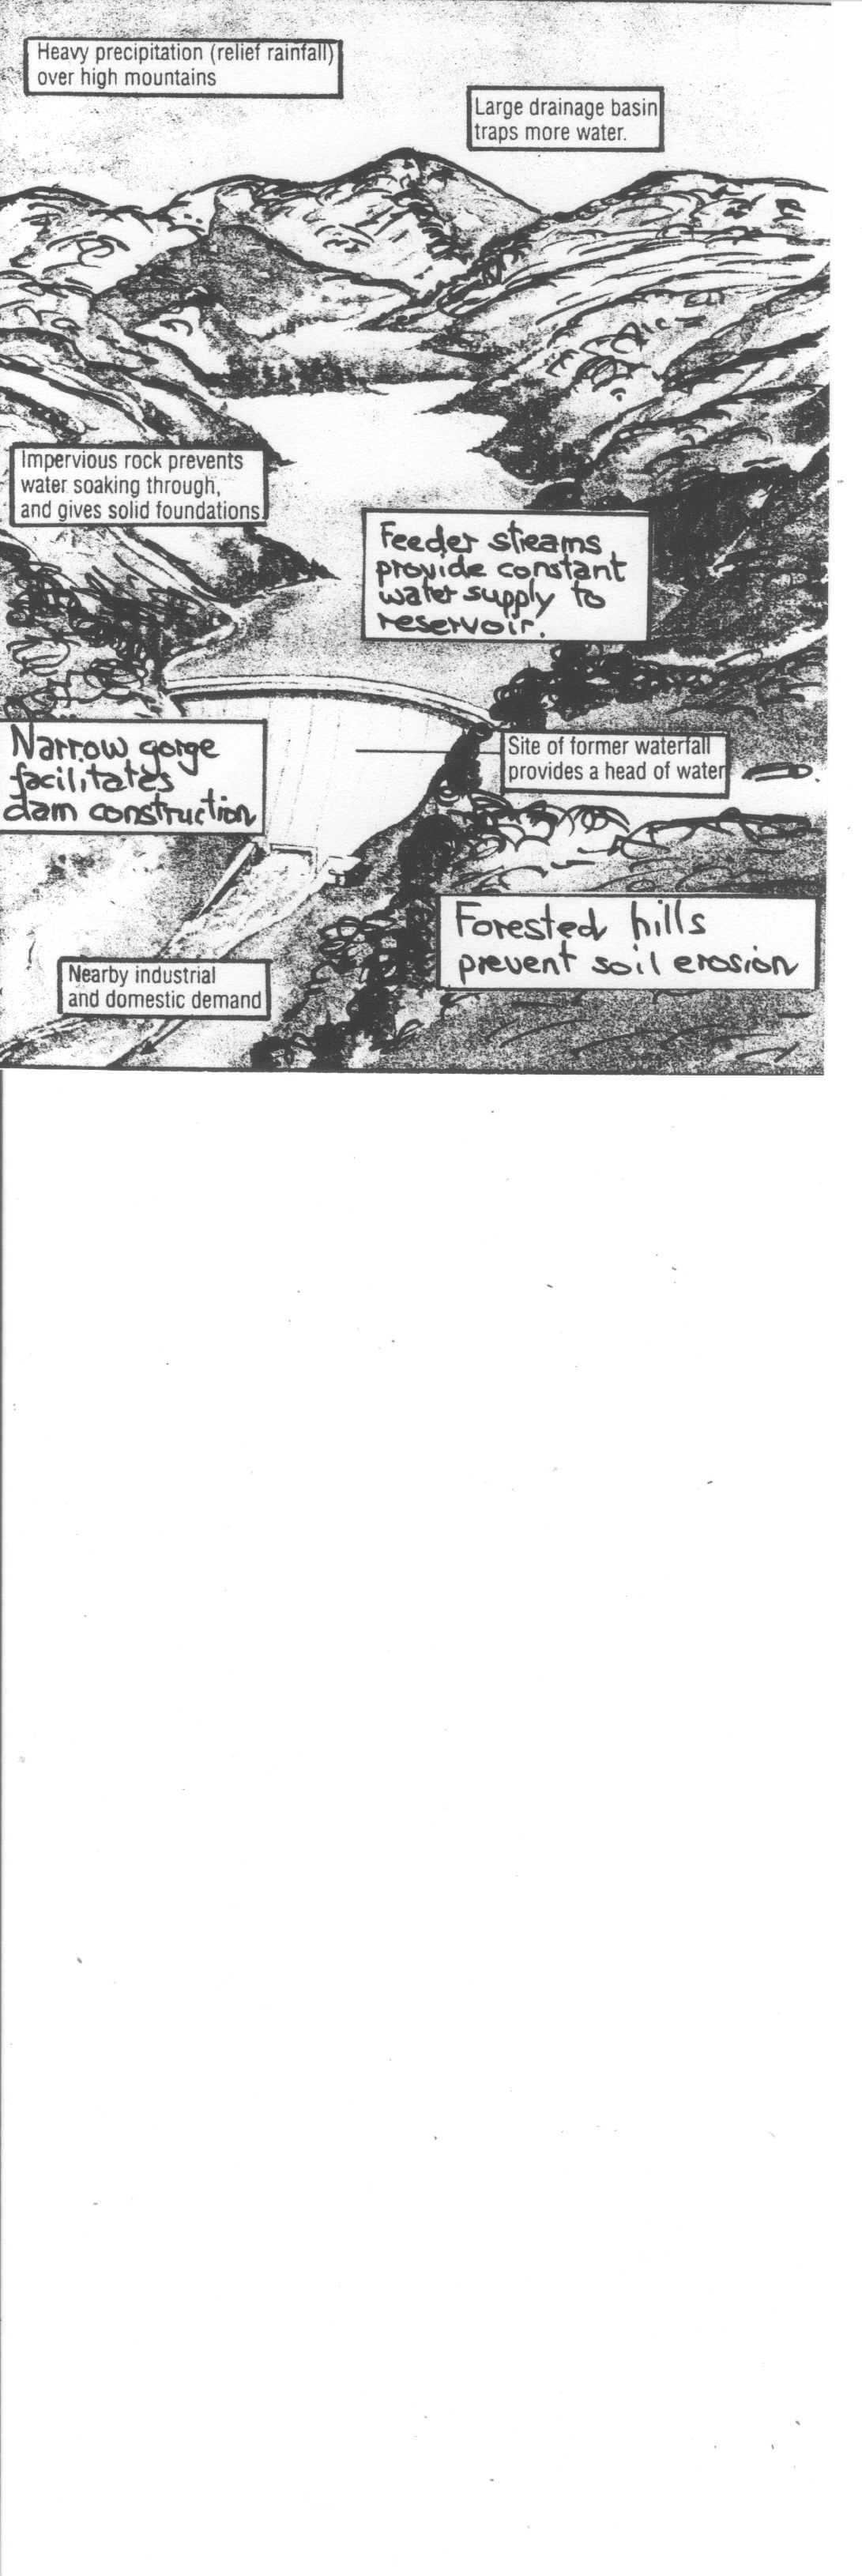 Heavy precipitation (relief rainfall)
over high mountains
Large drainage basin
traps more water.
Impervious rock prevents
water soaking through,
and gives solid foundations.
Feeder streams
provide constant
water supply to
reservoir.
Narrow gorge
facilitates
dam construction
Site of former waterfall
provides a head of water
Forested hills
prevent soil erosion
Nearby industrial
and domestic demand